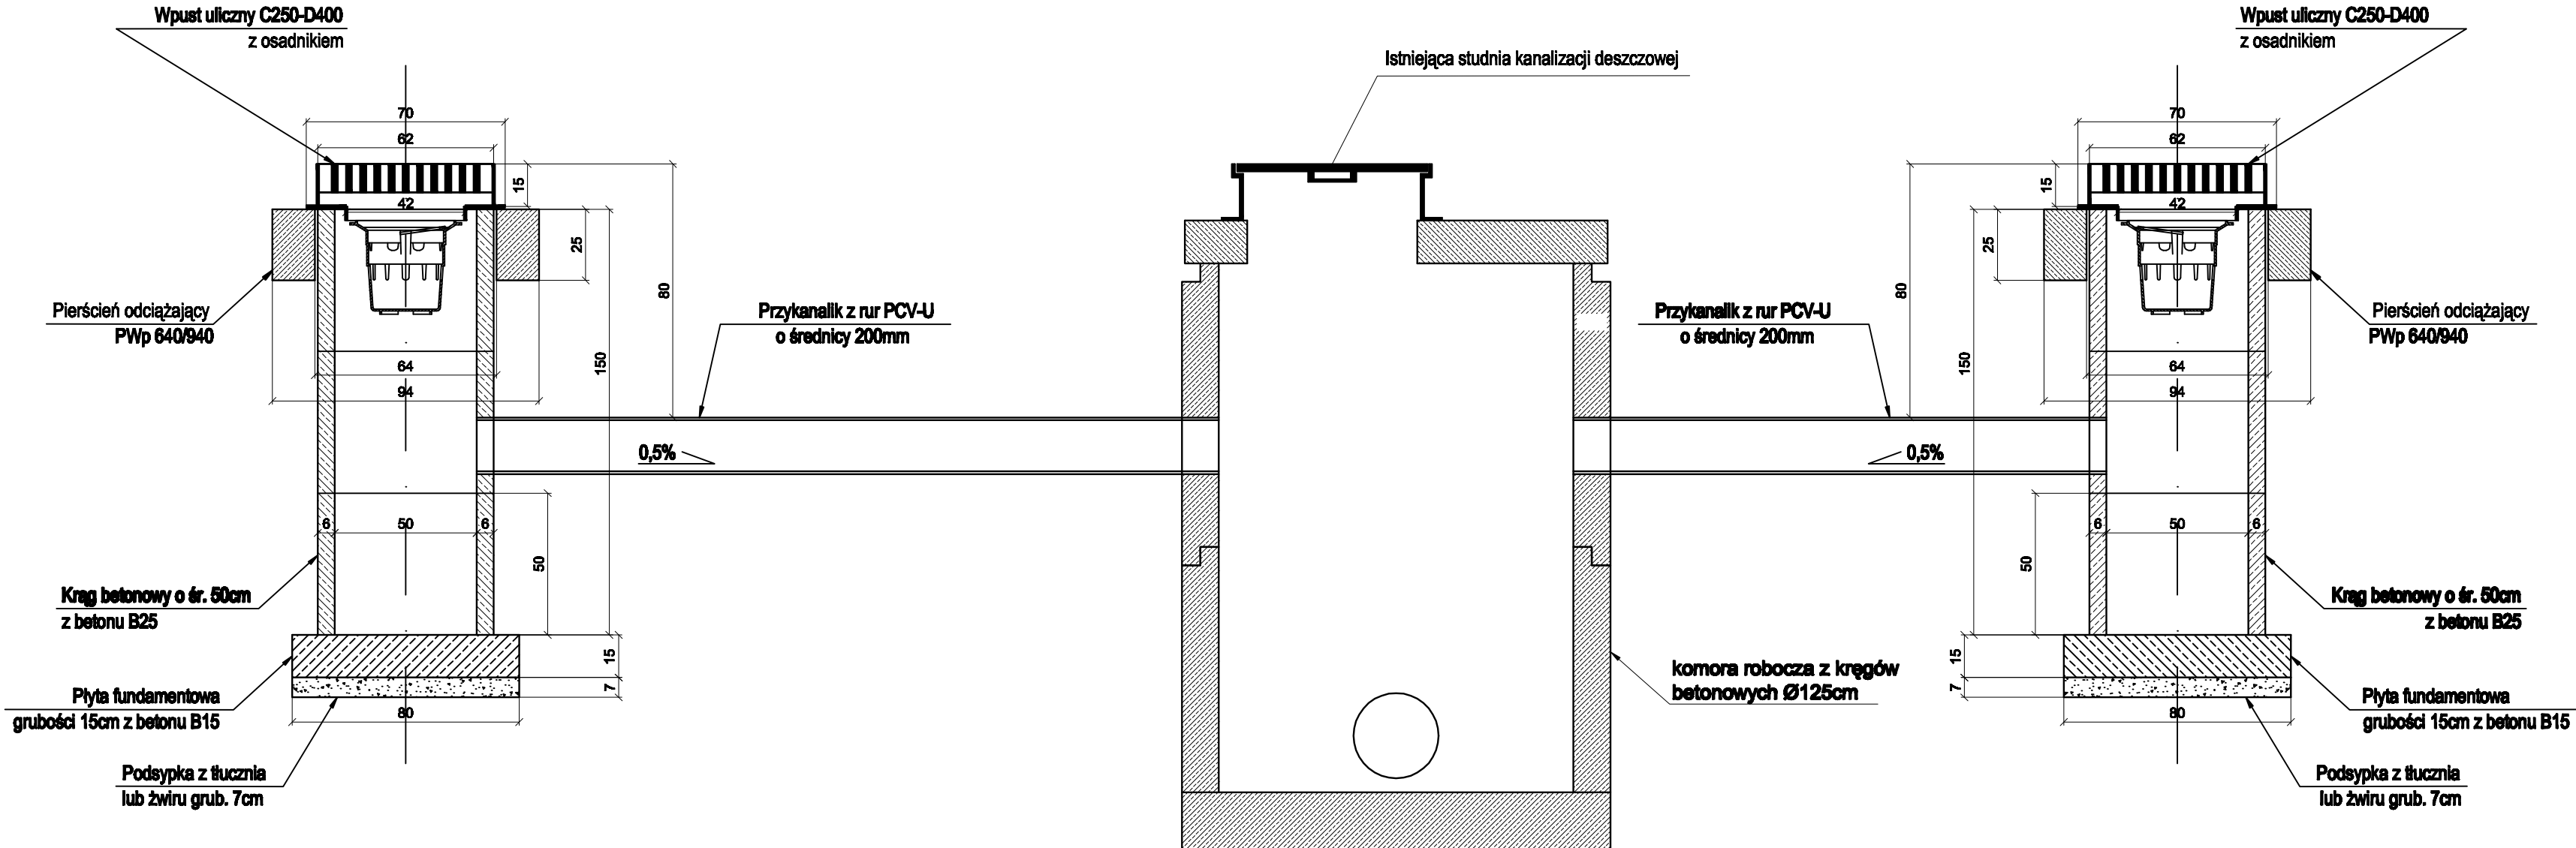 Wpust uliczny C250-D400
z osadnikiem
70
62
15
42
25
80
150
Pierścień odciążający
PWp 640/940
64
94
Przykanalik z rur PCV-U
o średnicy 200mm
0,5%
6
50
6
50
Krąg betonowy o śr. 50cm
z betonu B25
15
7
Płyta fundamentowa
grubości 15cm z betonu B15
80
Podsypka z tłucznia
lub żwiru grub. 7cm
Istniejąca studnia kanalizacji deszczowej
komora robocza z kręgów
betonowych Ø125cm
Wpust uliczny C250-D400
z osadnikiem
70
62
15
42
25
80
150
Przykanalik z rur PCV-U
o średnicy 200mm
Pierścień odciążający
PWp 640/940
64
94
0,5%
6
50
6
50
Krąg betonowy o śr. 50cm
z betonu B25
15
7
Płyta fundamentowa
grubości 15cm z betonu B15
80
Podsypka z tłucznia
lub żwiru grub. 7cm